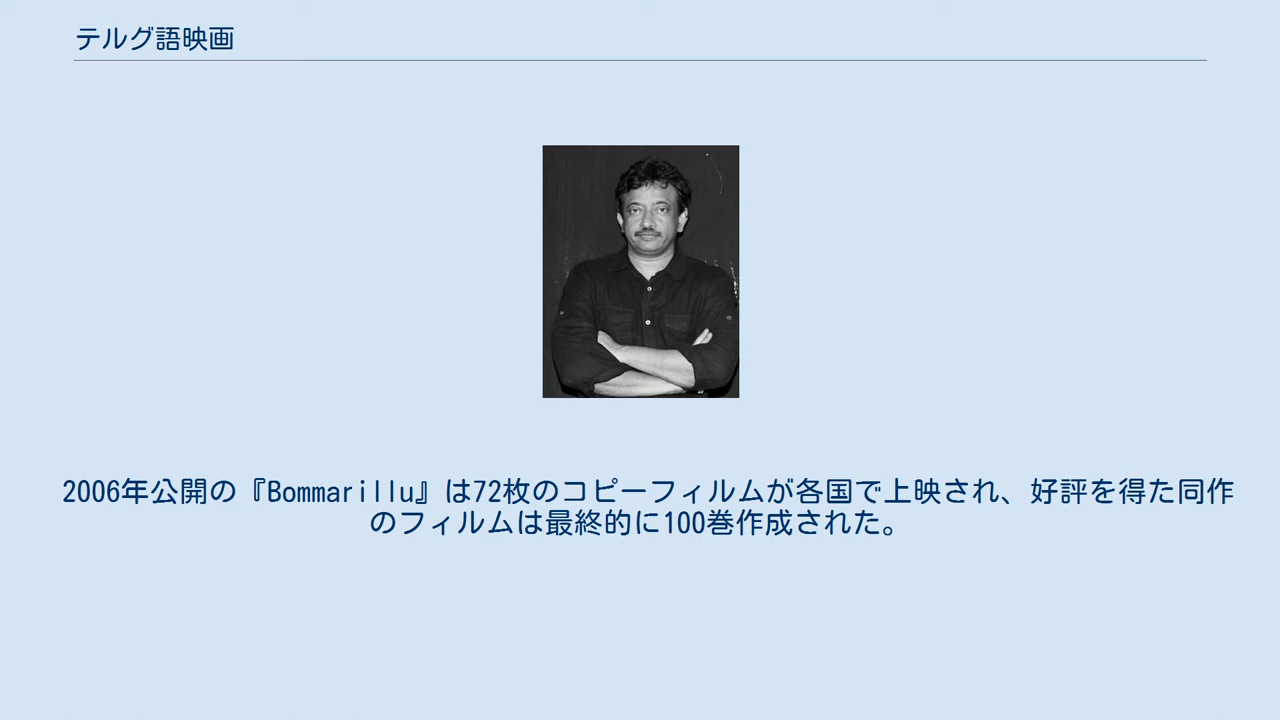 テルグ語映画
2006年公開の『Bommarillu』は72枚のコピーフィルムが各国で上映され、好評を得た同作
のフィルムは最終的に100巻作成された。